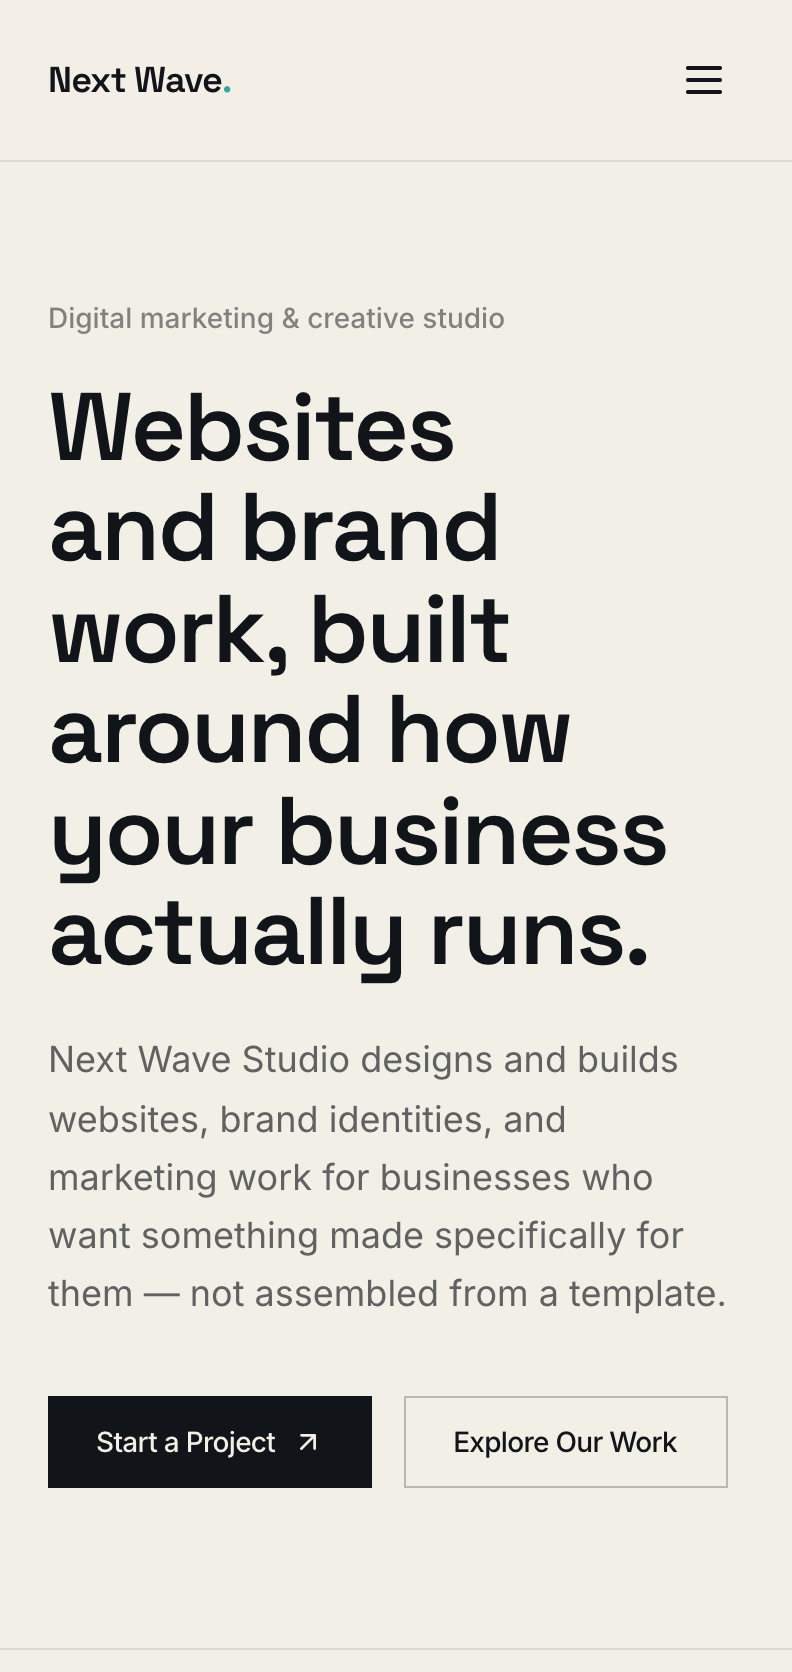 Next Wave.
Digital marketing & creative studio
Websites
and brand
work, built
around how
your business
actually runs.
Next Wave Studio designs and builds
websites, brand identities, and
marketing work for businesses who
want something made specifically for
them — not assembled from a template.
Start a Project ↗
Explore Our Work